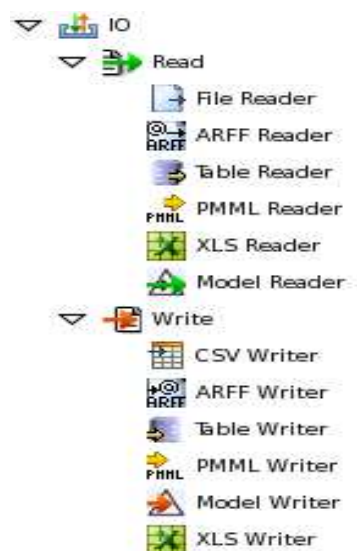 IO
Read
File Reader
ARFF Reader
Table Reader
PMML Reader
XLS Reader
Model Reader
Write
CSV Writer
ARFF Writer
Table Writer
PMML Writer
Model Writer
XLS Writer